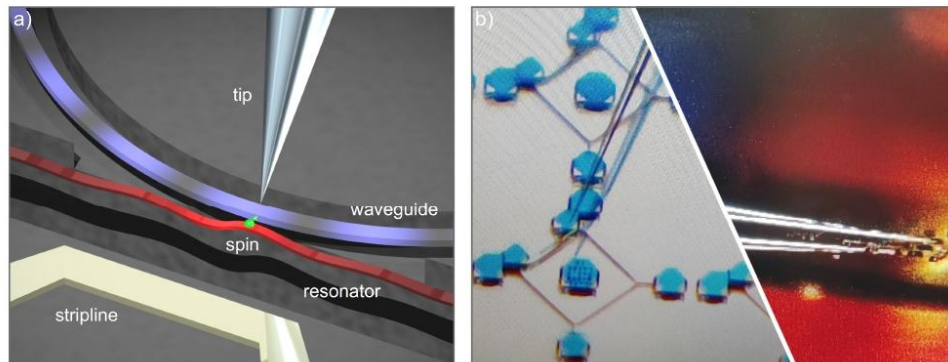 a)
tip
waveguide
spin
resonator
stripline
b)